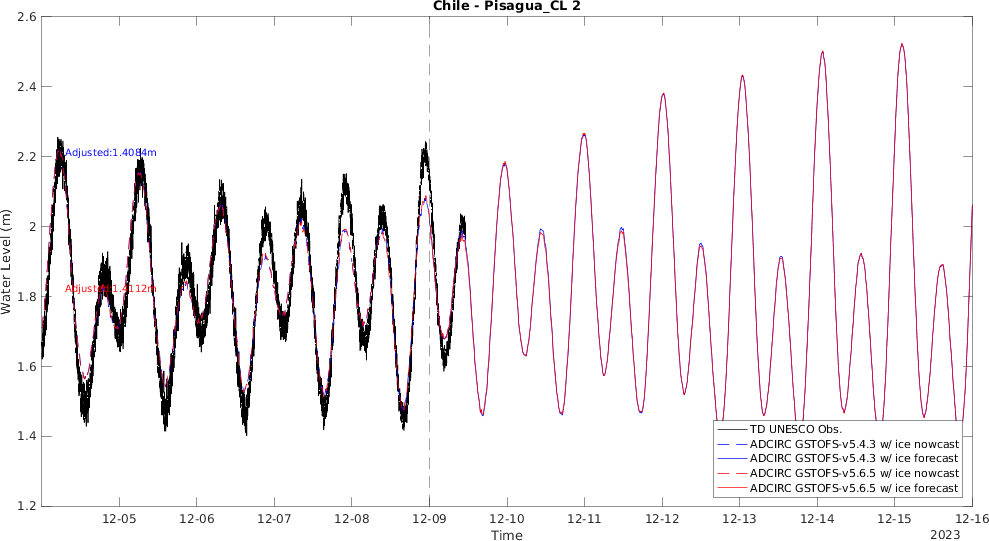 Chile - Pisagua_CL 2
2.6
2.4
2.2
2
1.8
1.6
1.4
1.2
Water Level (m)
Adjusted:1.4084m
Adjusted:1.4112m
TD UNESCO Obs.
ADCIRC GSTOFS-v5.4.3 w/ ice nowcast
ADCIRC GSTOFS-v5.4.3 w/ ice forecast
ADCIRC GSTOFS-v5.6.5 w/ ice nowcast
ADCIRC GSTOFS-v5.6.5 w/ ice forecast
12-05 12-06 12-07 12-08 12-09 12-10 12-11 12-12 12-13 12-14 12-15 12-16
Time
2023